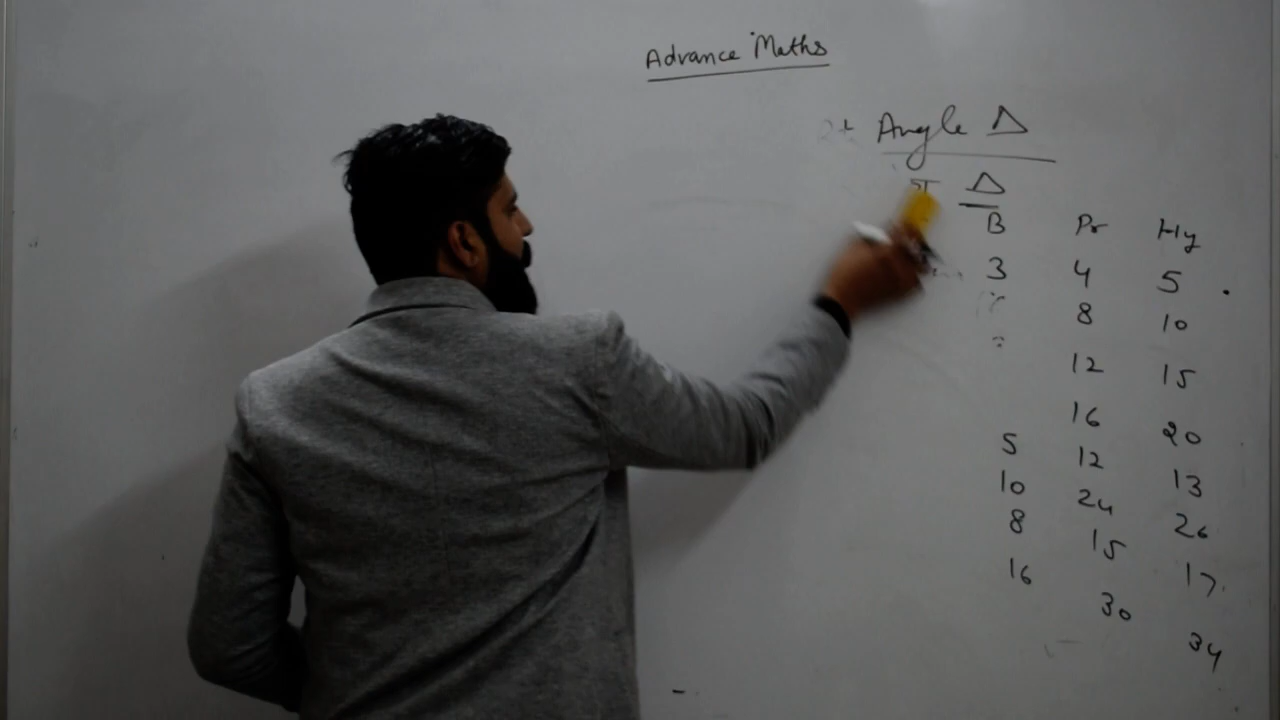 Advance Maths
Angle Δ
Δ
B Pr Hy
3 4 5
8 10
12 15
16 20
5 12 13
10 24 26
8 15 17
16 30 34